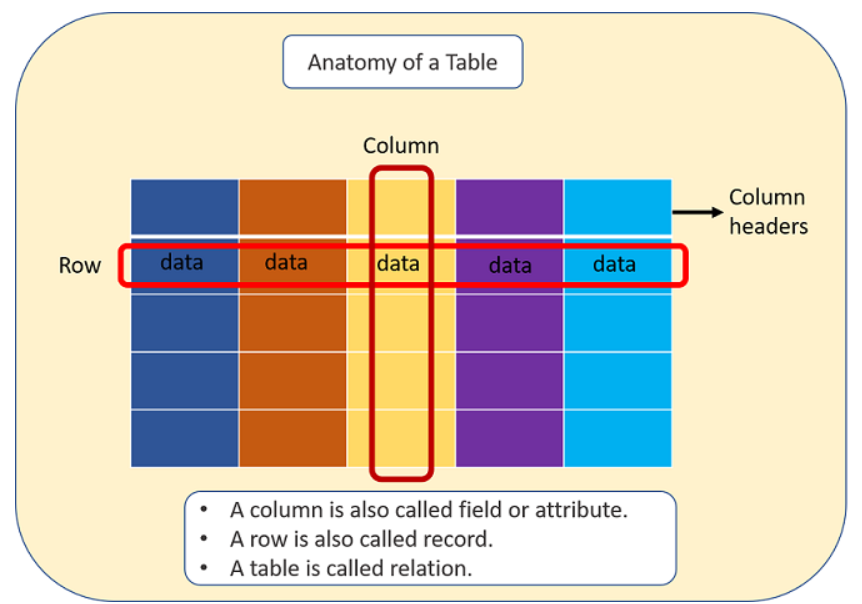 Anatomy of a Table
Column
Column
headers
Row
data data data data data
• A column is also called field or attribute.
• A row is also called record.
• A table is called relation.